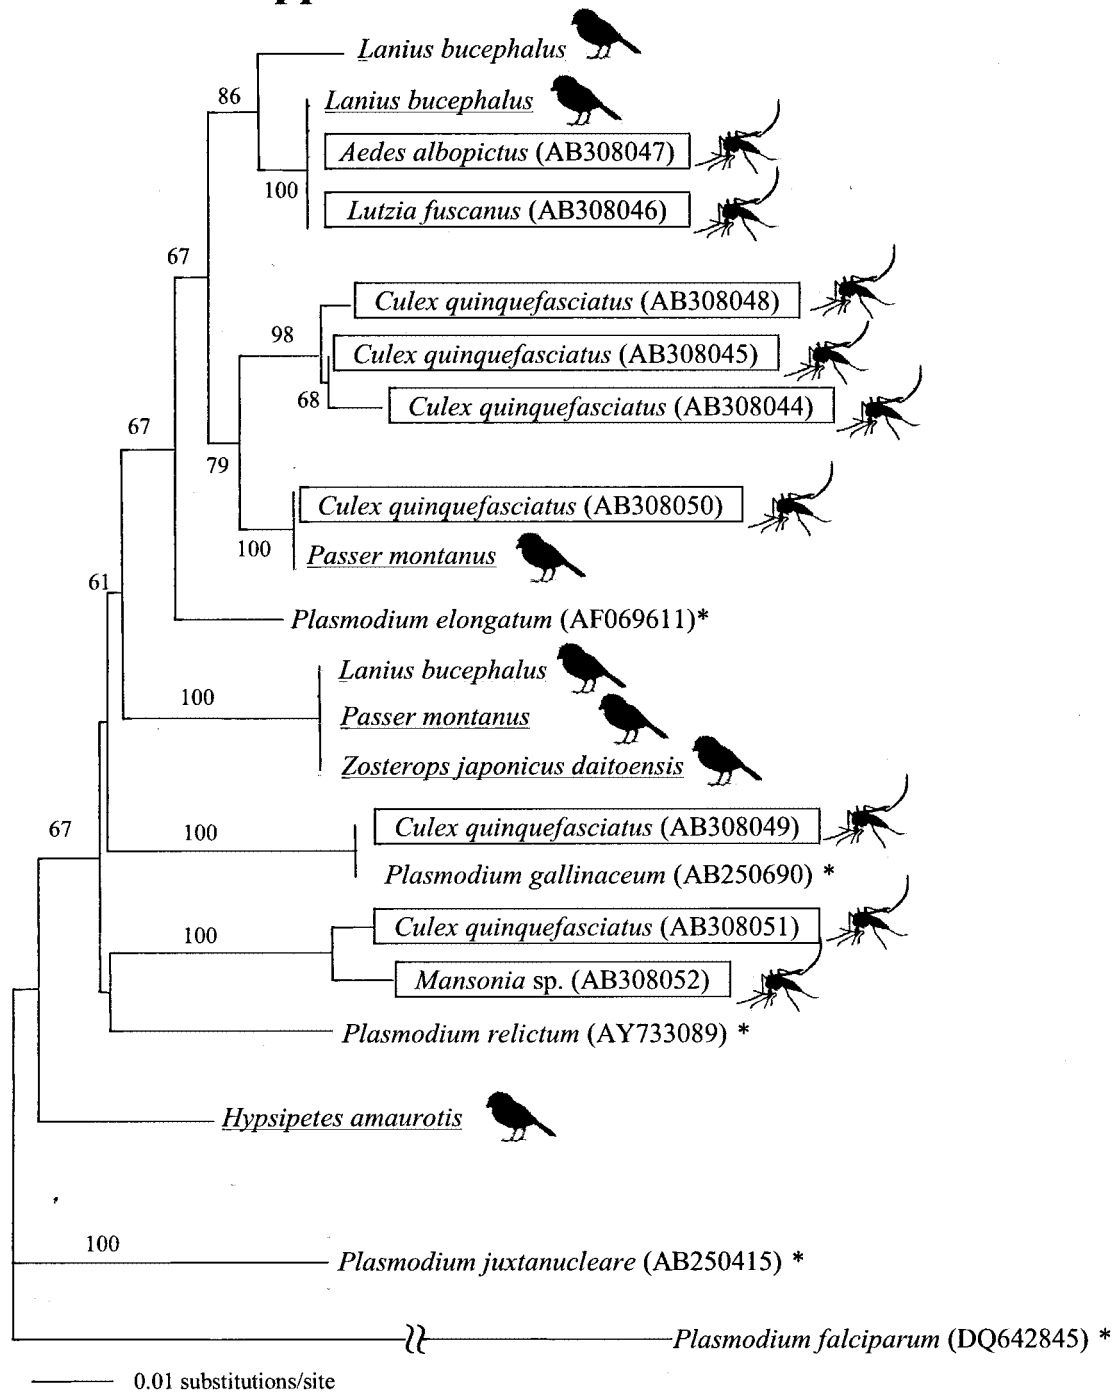 Lanius bucephalus
86
Lanius bucephalus
Aedes albopictus (AB308047)
100
Lutzia fuscanus (AB308046)
67
Culex quinquefasciatus (AB308048)
98
Culex quinquefasciatus (AB308045)
68
Culex quinquefasciatus (AB308044)
67
79
Culex quinquefasciatus (AB308050)
100
Passer montanus
61
Plasmodium elongatum (AF069611)*
Lanius bucephalus
100
Passer montanus
Zosterops japonicus daitoensis
67
100
Culex quinquefasciatus (AB308049)
Plasmodium gallinaceum (AB250690) *
100
Culex quinquefasciatus (AB308051)
Mansonia sp. (AB308052)
Plasmodium relictum (AY733089) *
Hypsipetes amaurotis
100
Plasmodium juxtanucleare (AB250415) *
Plasmodium falciparum (DQ642845) *
0.01 substitutions/site